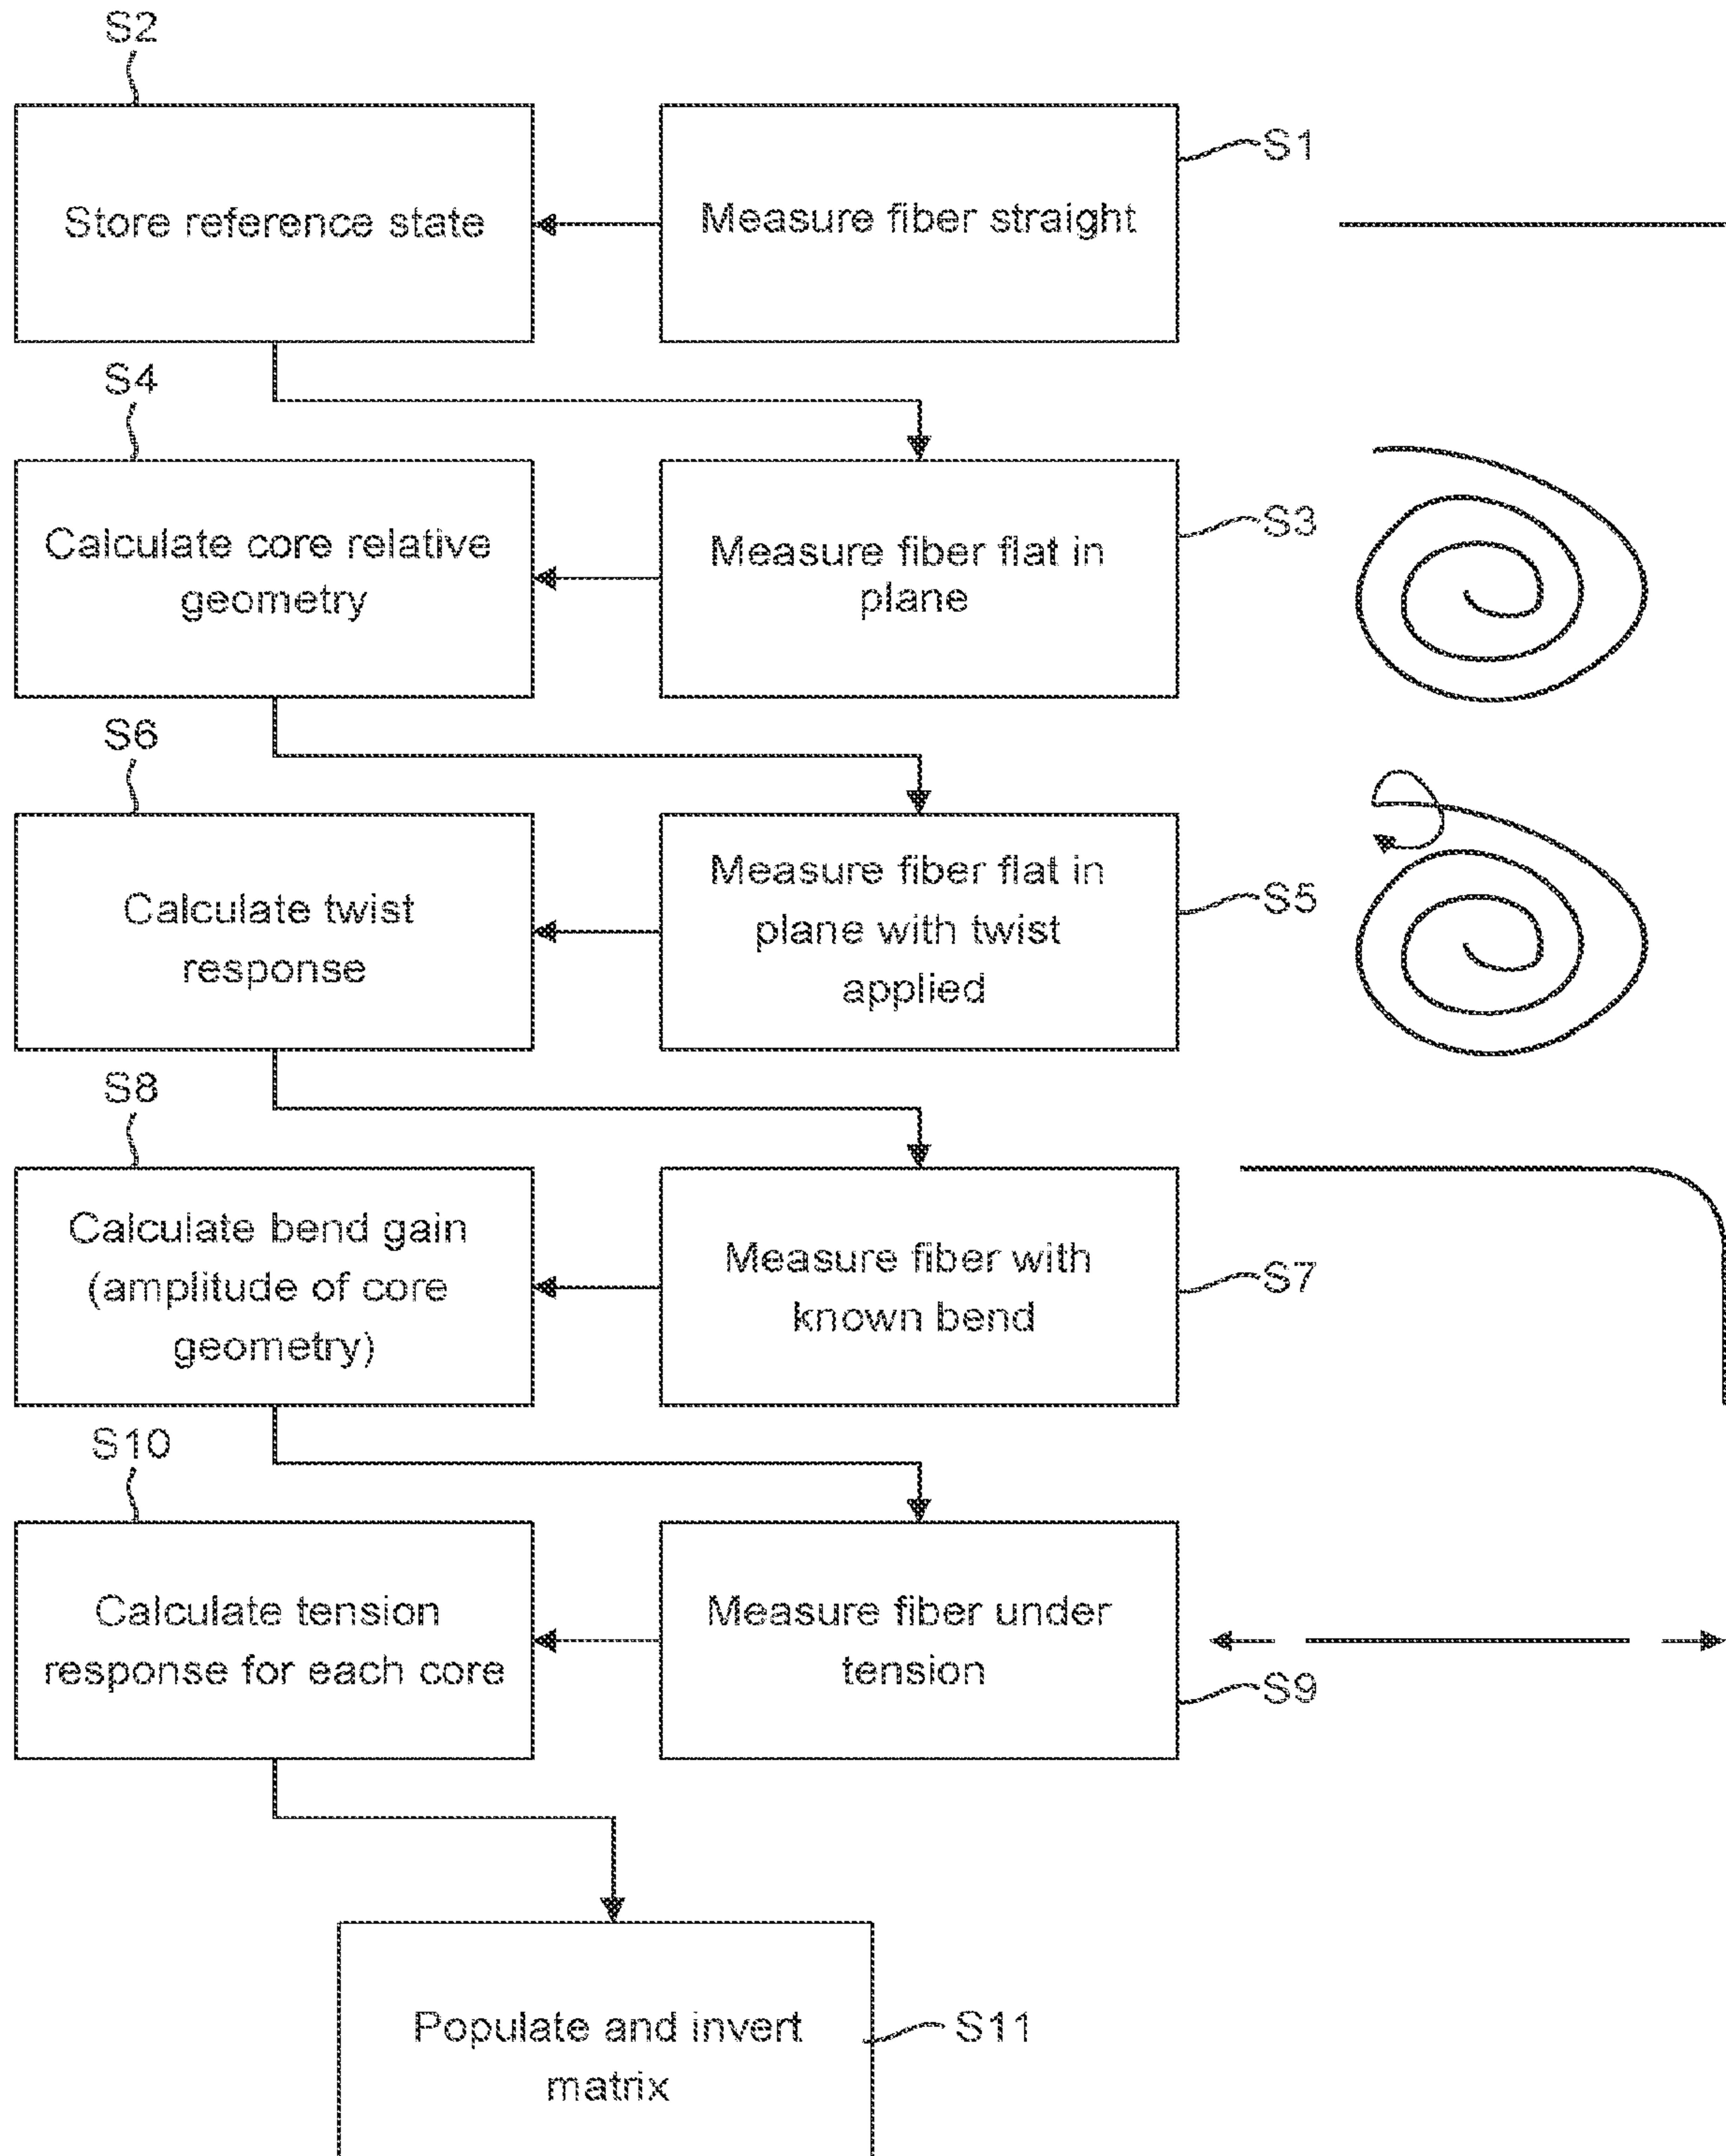 S2
S1
Store reference state
Measure fiber straight
S4
S3
Calculate core relative
geometry
Measure fiber flat in
plane
S6
S5
Calculate twist
response
Measure fiber flat in
plane with twist
applied
S8
S7
Calculate bend gain
(amplitude of core
geometry)
Measure fiber with
known bend
S10
Calculate tension
response for each core
Measure fiber under
tension
S9
Populate and invert
matrix
S11